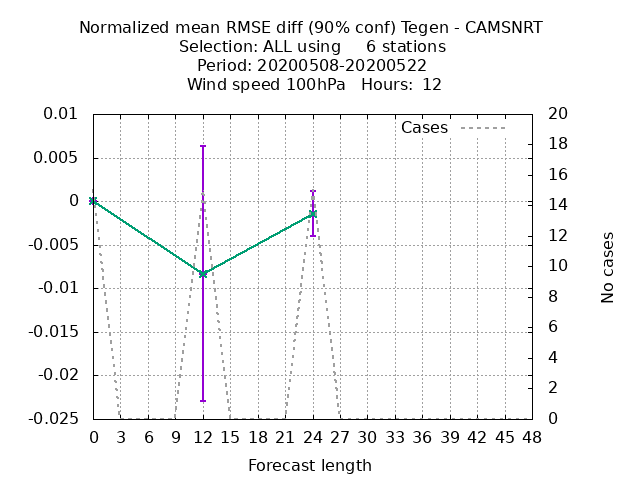 Normalized mean RMSE diff (90% conf) Tegen - CAMSNRT
Selection: ALL using     6 stations
Period: 20200508-20200522
Wind speed 100hPa   Hours:  12
0.01
0.005
0
-0.005
-0.01
-0.015
-0.02
-0.025
Cases
20
18
16
14
12
10
8
6
4
2
0
No cases
0 3 6 9 12 15 18 21 24 27 30 33 36 39 42 45 48
Forecast length